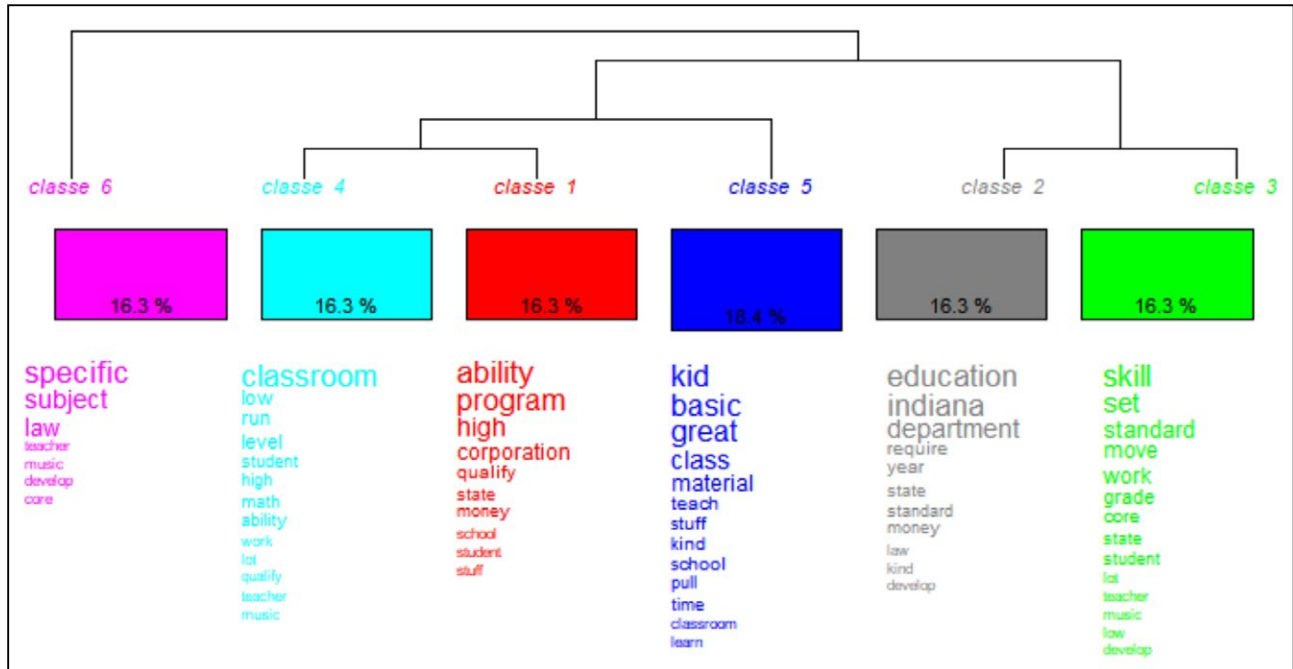 classe 6
classe 4
classe 1
classe 5
classe 2
classe 3
16.3 %
16.3 %
16.3 %
18.4 %
16.3 %
16.3 %
specific
subject
law
teacher
music
develop
core
classroom
low
run
level
student
high
math
ability
work
lot
qualify
teacher
music
ability
program
high
corporation
qualify
state
money
school
student
stuff
kid
basic
great
class
material
teach
stuff
kind
school
pull
time
classroom
learn
education
indiana
department
require
year
state
standard
money
law
kind
develop
skill
set
standard
move
work
grade
core
state
student
lot
teacher
music
low
develop